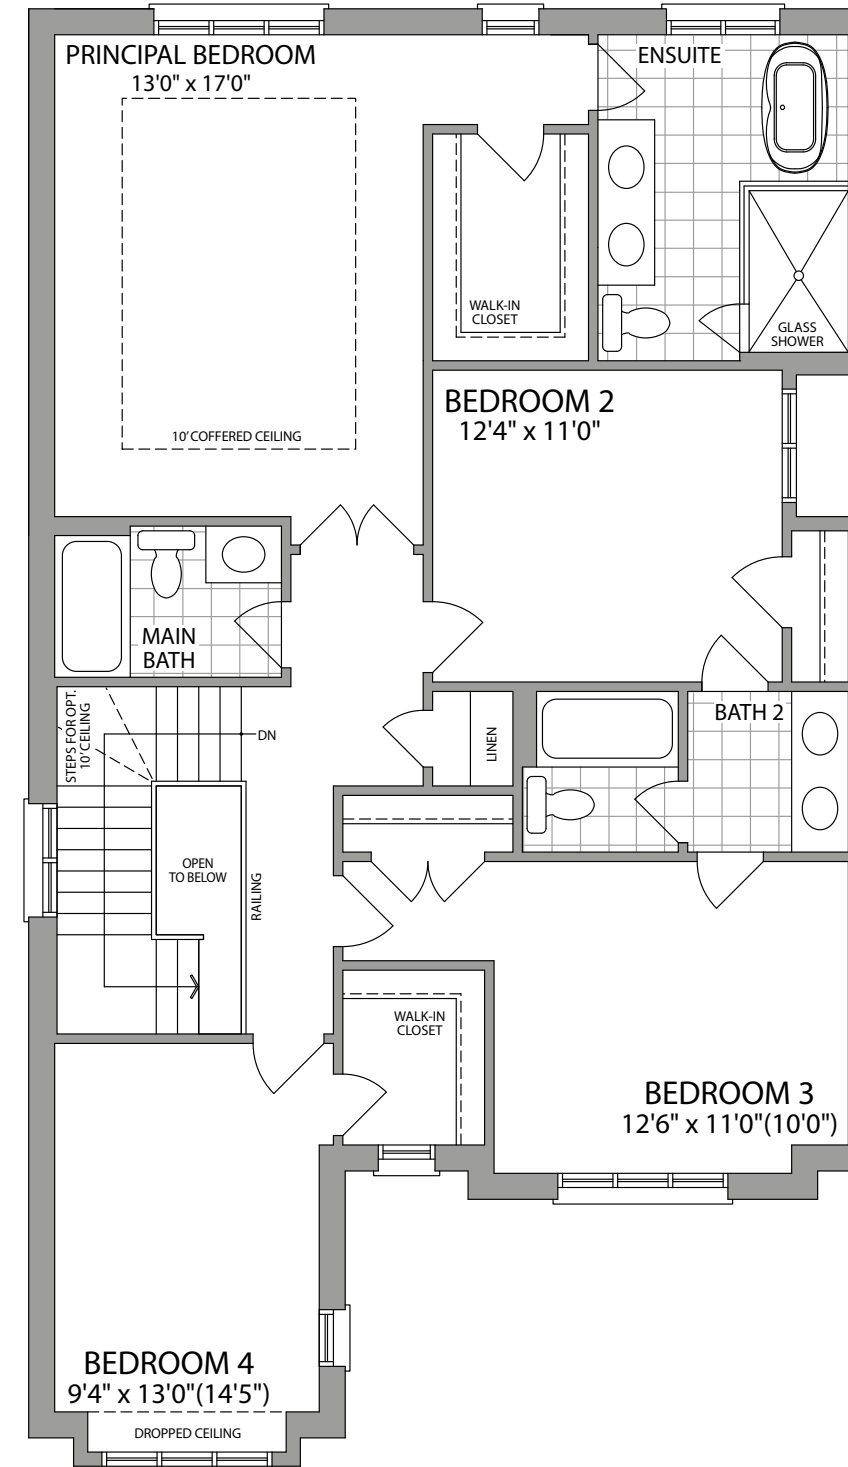 PRINCIPAL BEDROOM
13'0" x 17'0"
ENSUITE
WALK-IN
CLOSET
GLASS
SHOWER
10' COFFERED CEILING
BEDROOM 2
12'4" x 11'0"
MAIN
BATH
STEPS FOR OPT.
10' CEILING
DN
LINEN
BATH 2
OPEN
TO BELOW
RAILING
WALK-IN
CLOSET
BEDROOM 3
12'6" x 11'0"(10'0")
BEDROOM 4
9'4" x 13'0"(14'5")
DROPPED CEILING